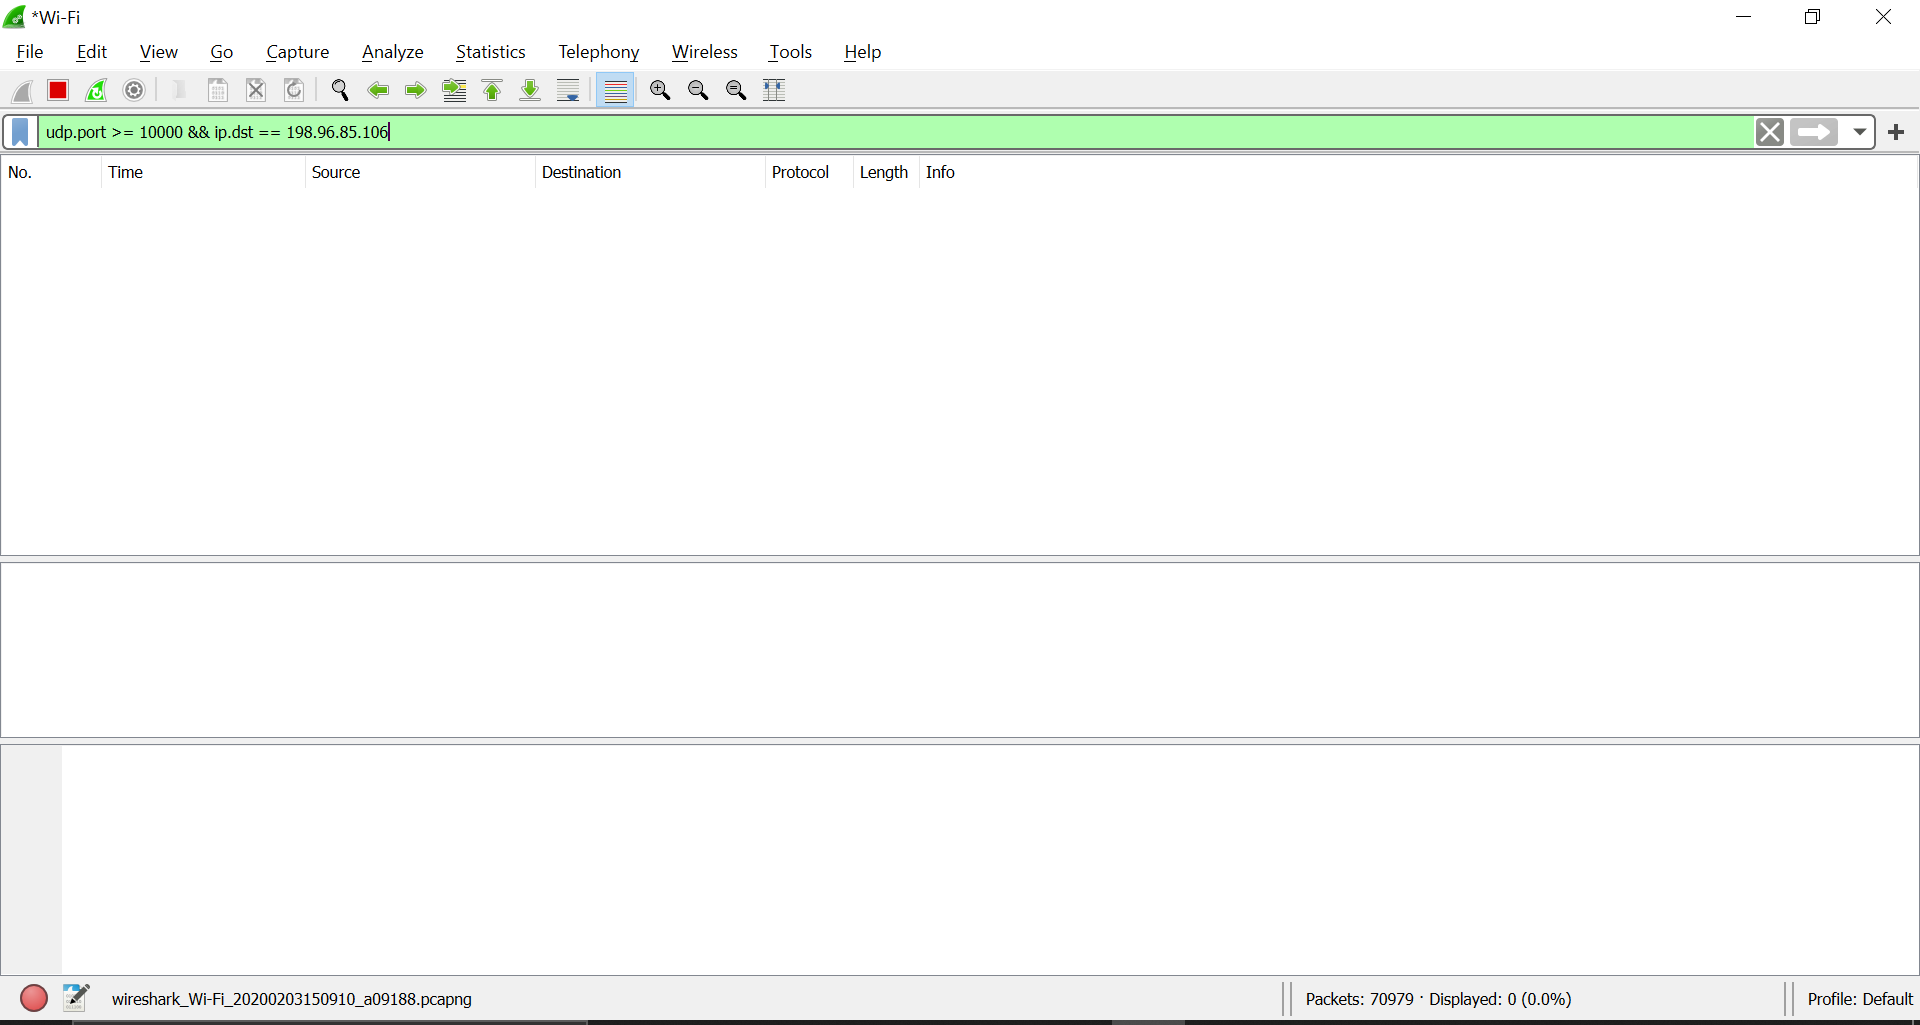 *Wi-Fi
File Edit View Go Capture Analyze Statistics Telephony Wireless Tools Help
udp.port >= 10000 && ip.dst == 198.96.85.106
No. Time Source Destination Protocol Length Info
wireshark_Wi-Fi_20200203150910_a09188.pcapng Packets: 70979 · Displayed: 0 (0.0%) Profile: Default